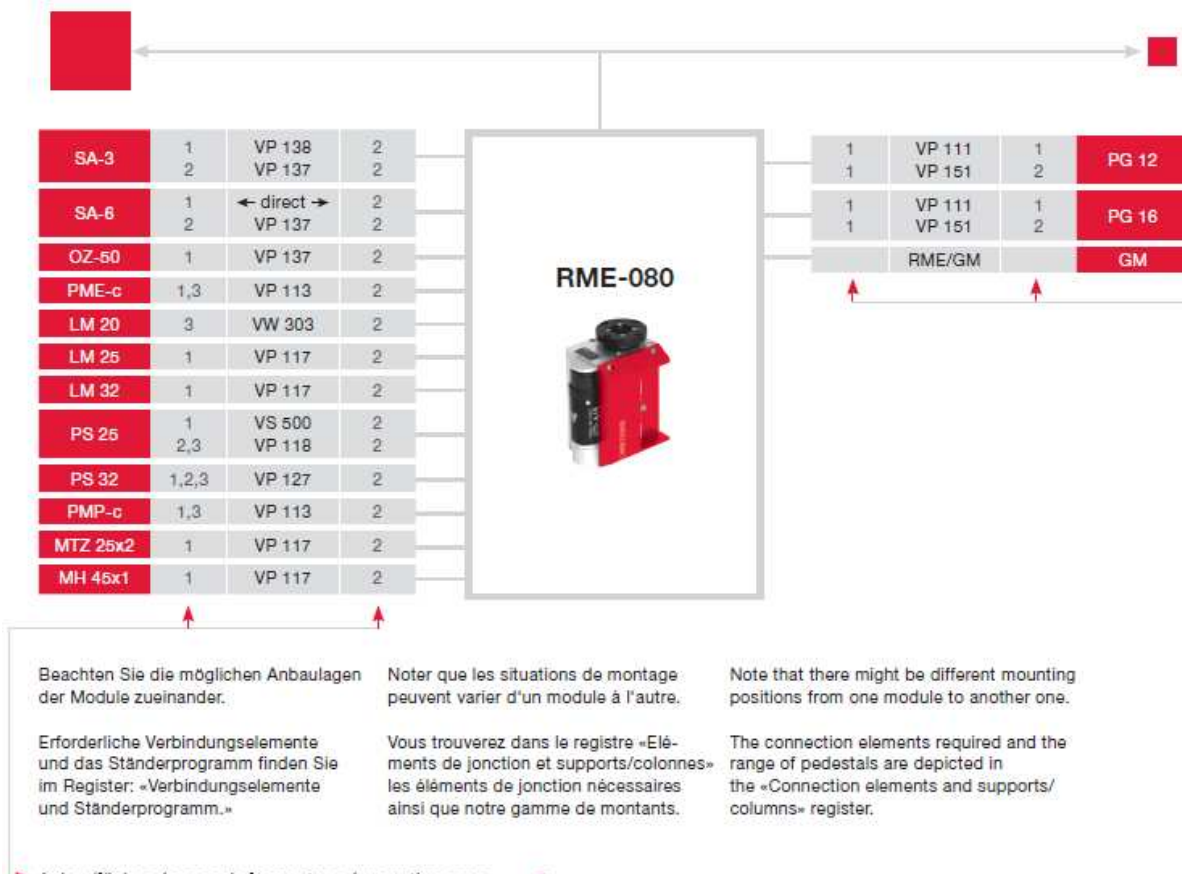 SA-3 1 VP 138 2
2 VP 137 2
SA-6 1 ← direct → 2
2 VP 137 2
OZ-50 1 VP 137 2
PME-c 1,3 VP 113 2
LM 20 3 VW 303 2
LM 25 1 VP 117 2
LM 32 1 VP 117 2
PS 25 1 VS 500 2
2,3 VP 118 2
PS 32 1,2,3 VP 127 2
PMP-c 1,3 VP 113 2
MTZ 25x2 1 VP 117 2
MH 45x1 1 VP 117 2
RME-080
1 VP 111 1 PG 12
1 VP 151 2
1 VP 111 1 PG 16
1 VP 151 2
RME/GM GM
Beachten Sie die möglichen Anbaulagen
der Module zueinander.
Erforderliche Verbindungselemente
und das Ständerprogramm finden Sie
im Register: «Verbindungselemente
und Ständerprogramm.»
Noter que les situations de montage
peuvent varier d'un module à l'autre.
Vous trouverez dans le registre «Elé-
ments de jonction et supports/colonnes»
les éléments de jonction nécessaires
ainsi que notre gamme de montants.
Note that there might be different mounting
positions from one module to another one.
The connection elements required and the
range of pedestals are depicted in
the «Connection elements and supports/
columns» register.